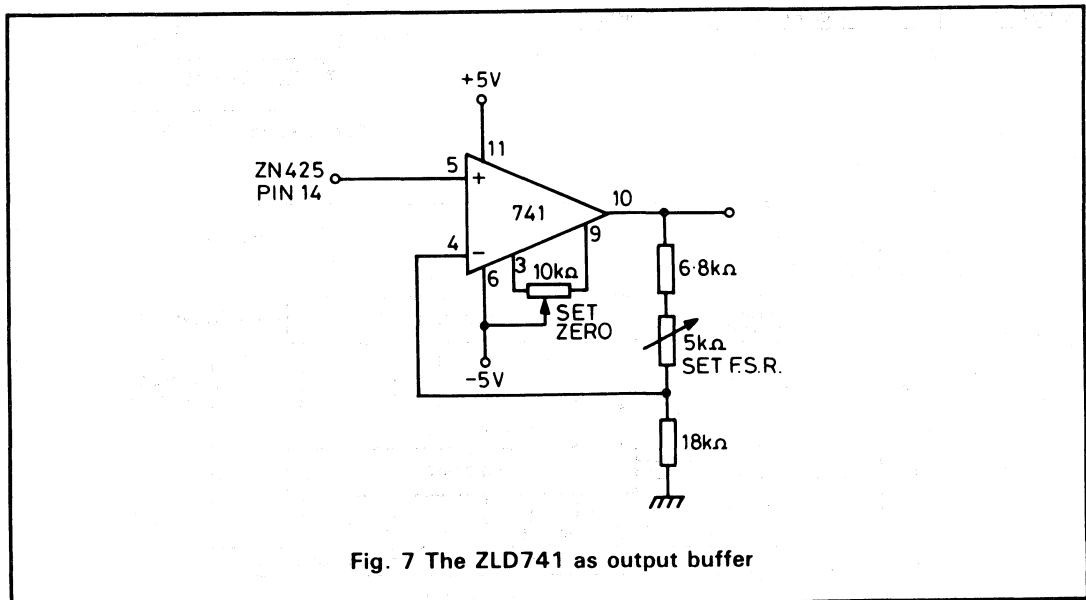 +5V
11
ZN425
PIN 14
5
+
741
10
4
-
9
6
3
10kΩ
SET
ZERO
-5V
6·8kΩ
5kΩ
SET F.S.R.
18kΩ
Fig. 7 The ZLD741 as output buffer